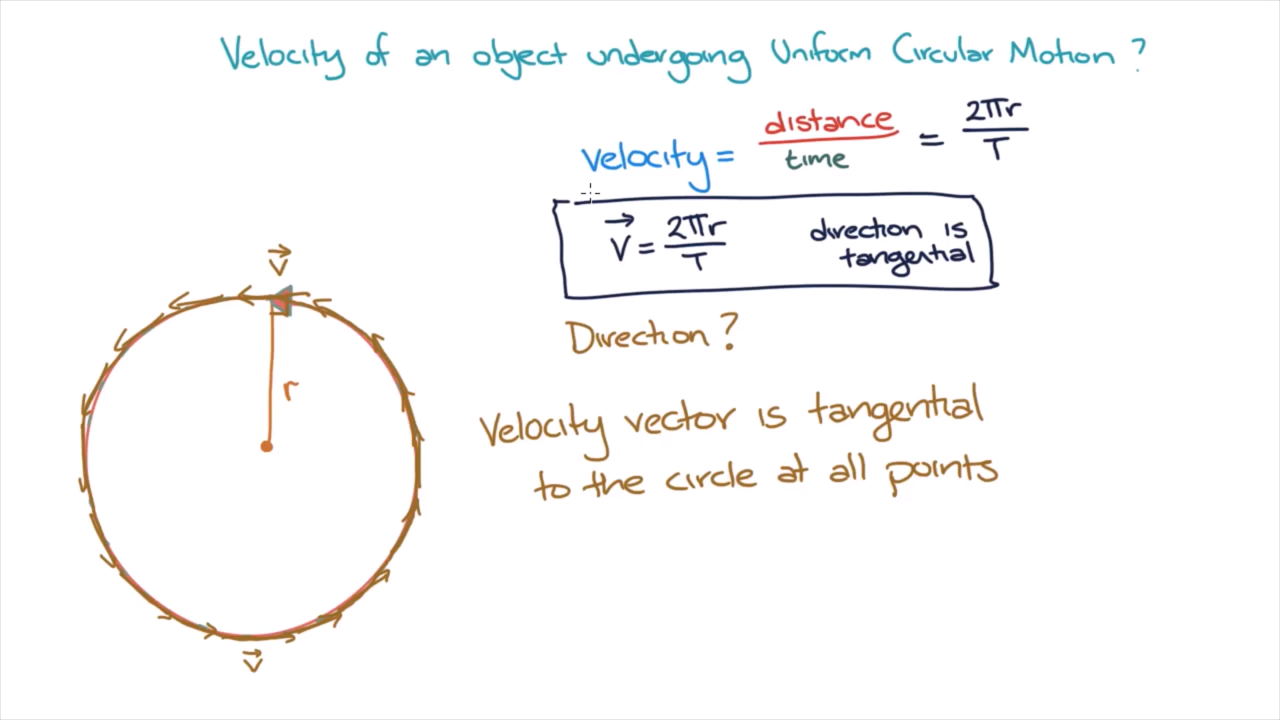 Velocity of an object undergoing Uniform Circular Motion ?
velocity = distance/time = 2πr/T
V⃗ = 2πr/T direction is
tangential
V⃗
Direction ?
r
Velocity vector is tangential
to the circle at all points
V⃗